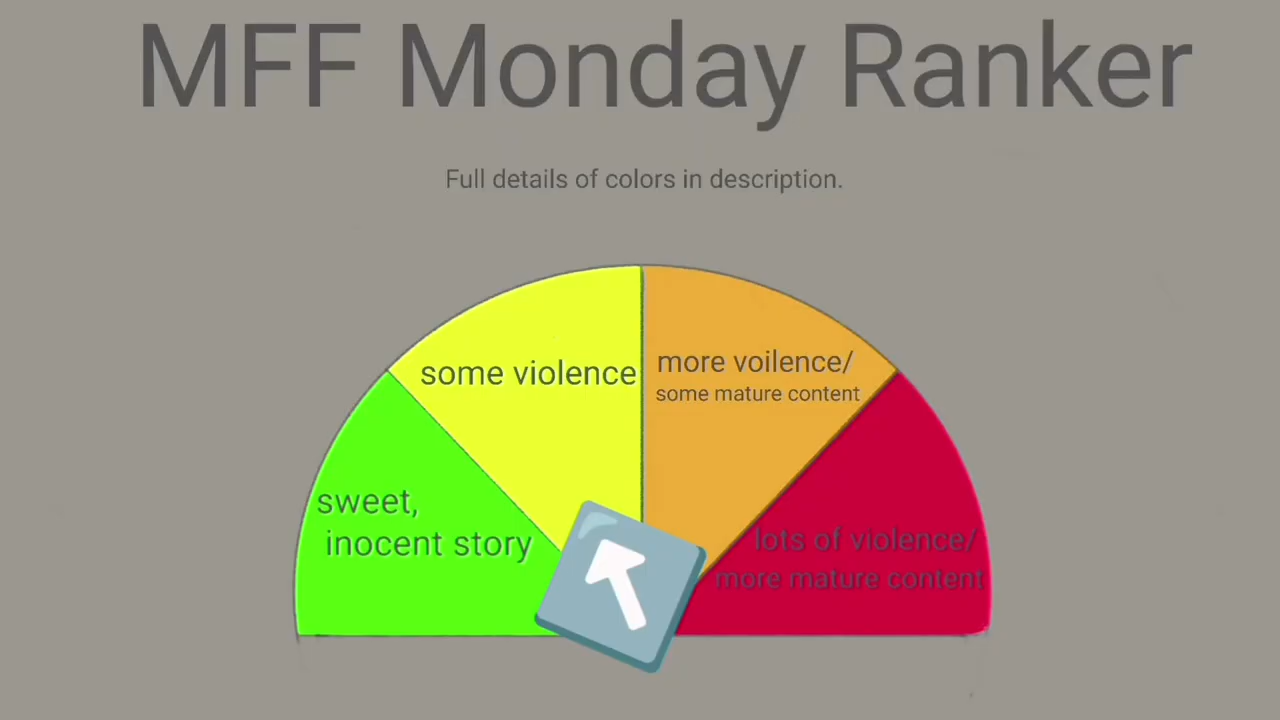 MFF Monday Ranker
Full details of colors in description.
some violence
more voilence/
some mature content
sweet,
inocent story
lots of violence/
more mature content